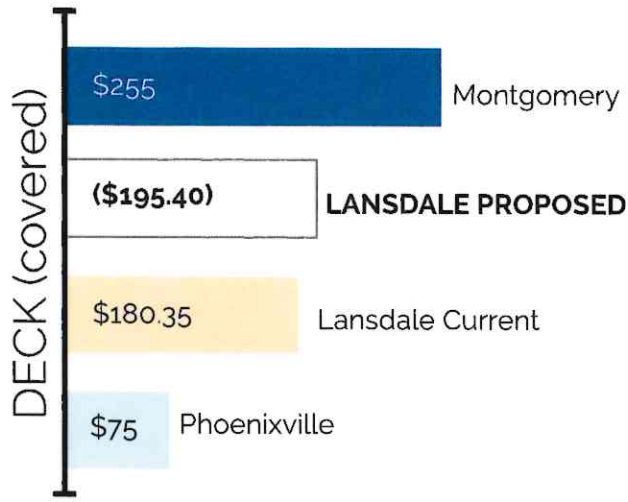 DECK (covered)
$255
Montgomery
($195.40)
LANSDALE PROPOSED
$180.35
Lansdale Current
$75
Phoenixville